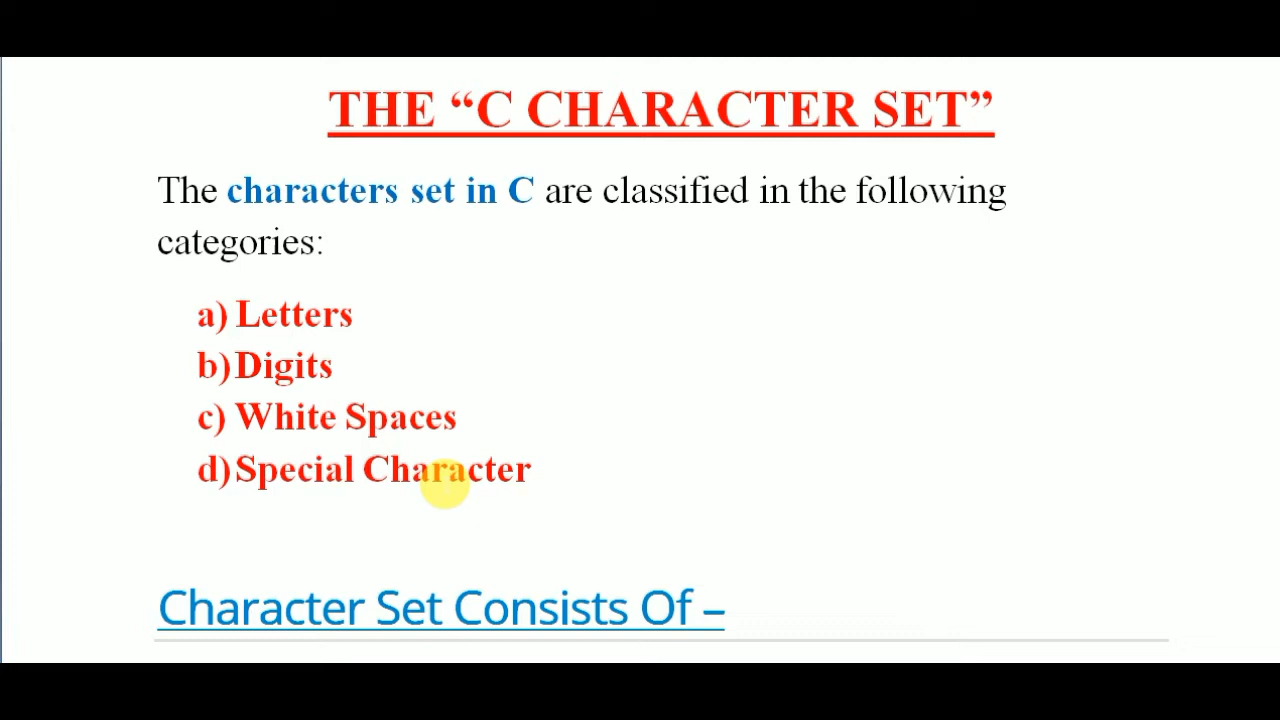 THE “C CHARACTER SET”
The characters set in C are classified in the following
categories:
a) Letters
b) Digits
c) White Spaces
d) Special Character
Character Set Consists Of –